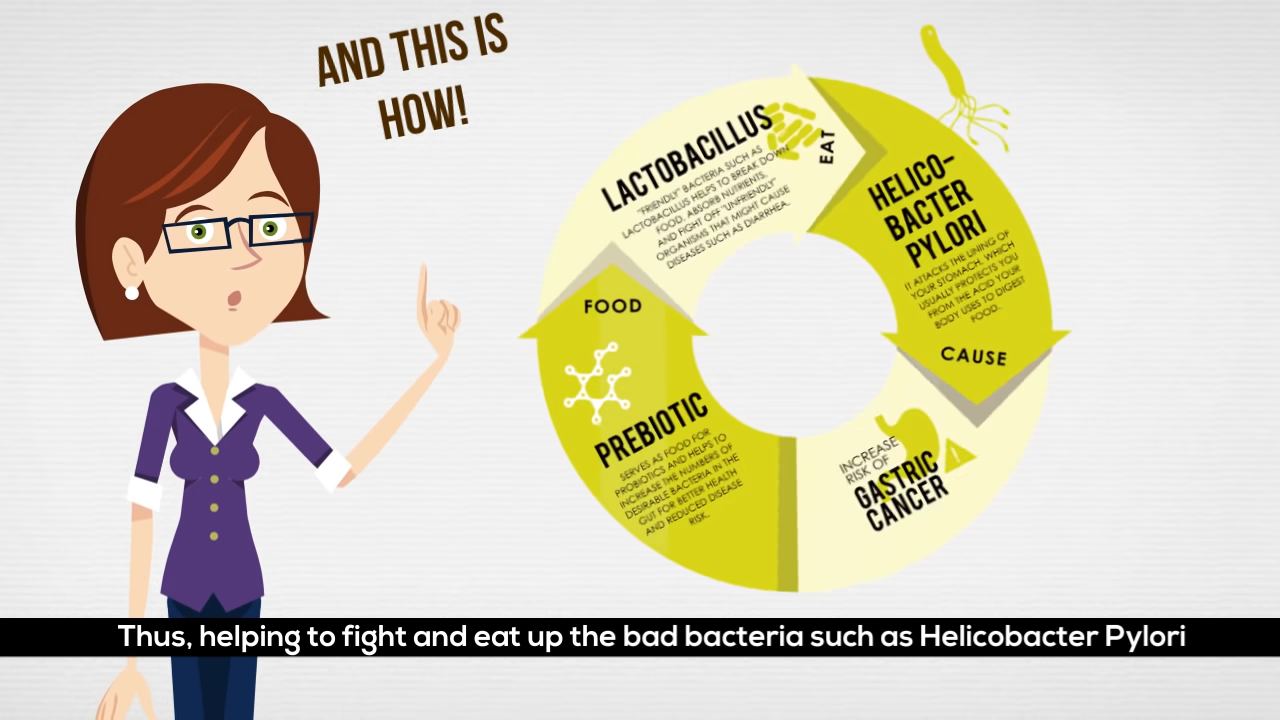 AND THIS IS
HOW!
LACTOBACILLUS
"FRIENDLY" BACTERIA SUCH AS
LACTOBACILLUS HELPS TO BREAK DOWN
FOOD, ABSORB NUTRIENTS,
AND FIGHT OFF "UNFRIENDLY"
ORGANISMS THAT MIGHT CAUSE
DISEASES SUCH AS DIARRHEA.
EAT
HELICO-
BACTER
PYLORI
IT ATTACKS THE LINING OF
YOUR STOMACH, WHICH
USUALLY PROTECTS YOU
FROM THE ACID YOUR
BODY USES TO DIGEST
FOOD.
CAUSE
INCREASE
RISK OF
GASTRIC
CANCER
FOOD
PREBIOTIC
SERVES AS FOOD FOR
PROBIOTICS AND HELPS TO
INCREASE THE NUMBERS OF
DESIRABLE BACTERIA IN THE
GUT FOR BETTER HEALTH
AND REDUCED DISEASE
RISK.
Thus, helping to fight and eat up the bad bacteria such as Helicobacter Pylori